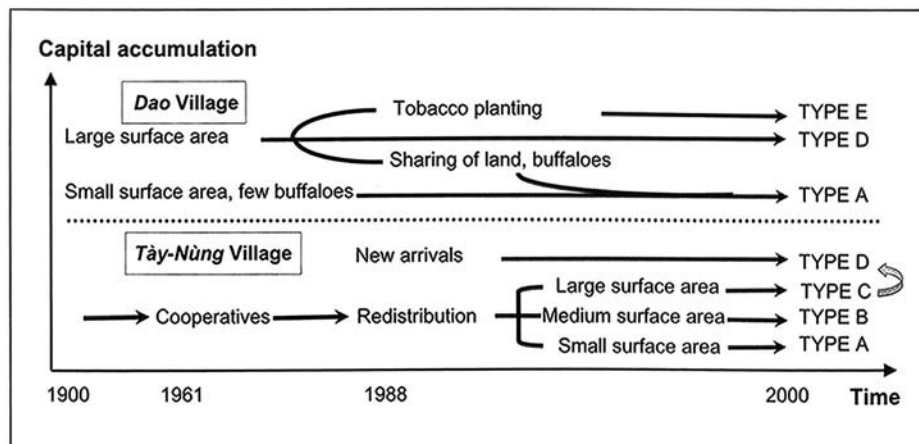 Capital accumulation
Dao Village
Tobacco planting
TYPE E
Large surface area
TYPE D
Sharing of land, buffaloes
Small surface area, few buffaloes
TYPE A
Tày-Nùng Village
New arrivals
TYPE D
Large surface area
TYPE C
Cooperatives
Redistribution
Medium surface area
TYPE B
Small surface area
TYPE A
1900
1961
1988
2000
Time